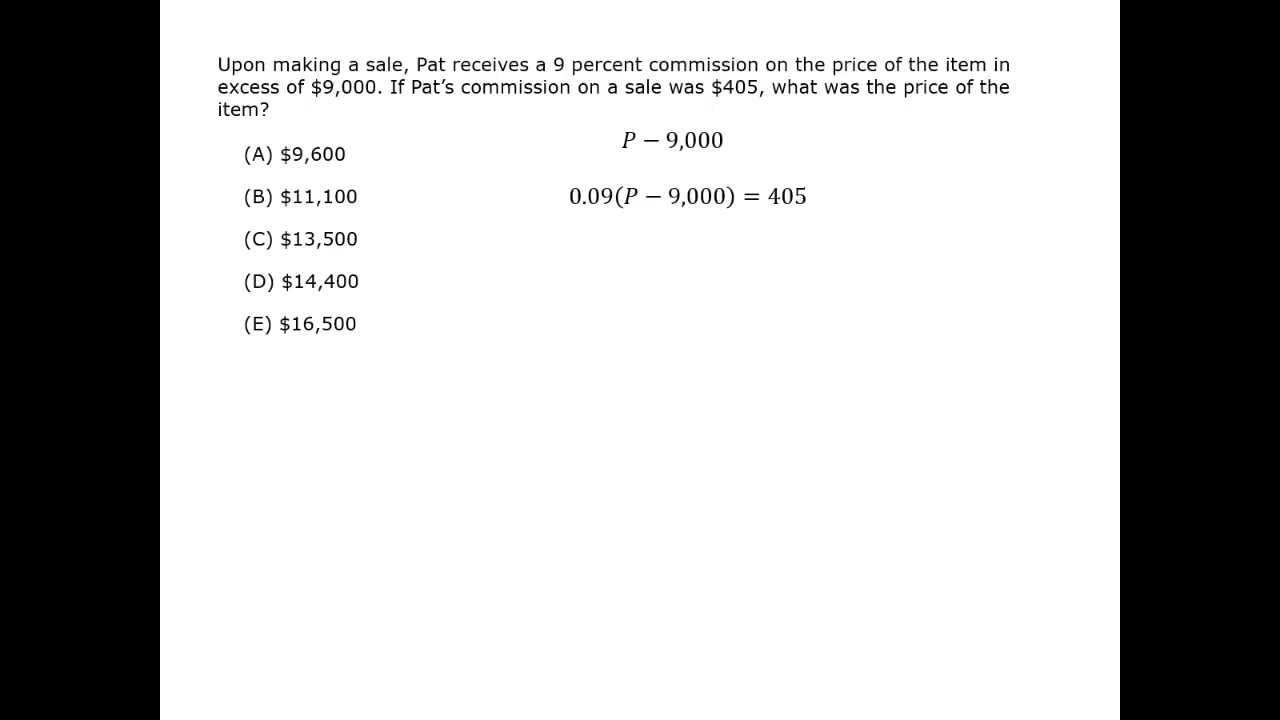 Upon making a sale, Pat receives a 9 percent commission on the price of the item in
excess of $9,000. If Pat’s commission on a sale was $405, what was the price of the
item?
P − 9,000
(A) $9,600
(B) $11,100
0.09(P − 9,000) = 405
(C) $13,500
(D) $14,400
(E) $16,500